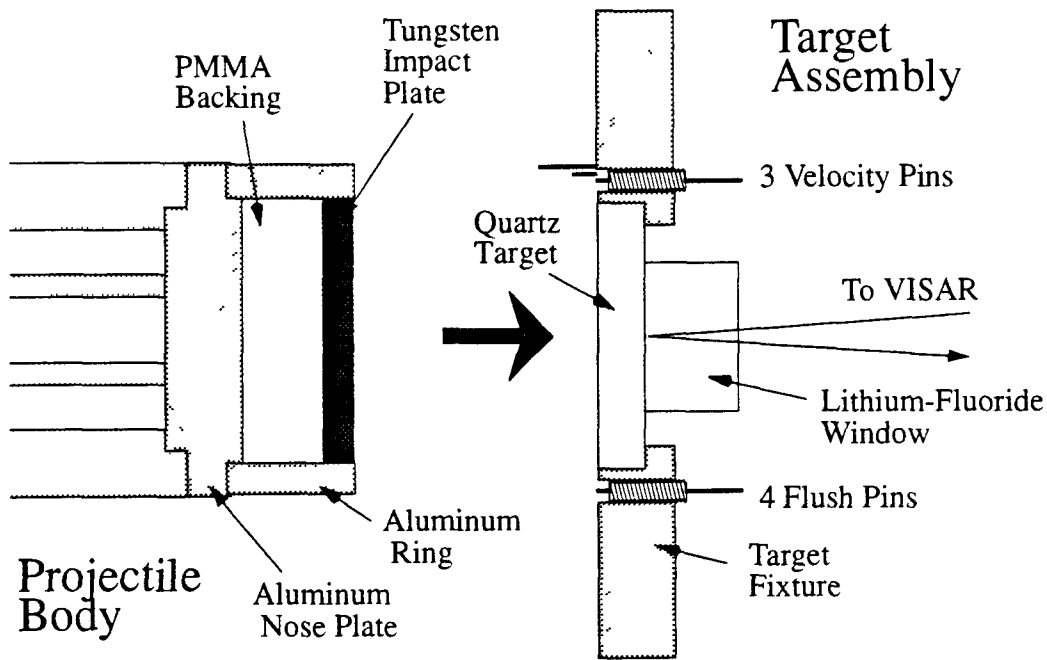 Tungsten
Impact
Plate
PMMA
Backing
Target
Assembly
3 Velocity Pins
Quartz
Target
To VISAR
Lithium-Fluoride
Window
4 Flush Pins
Aluminum
Ring
Target
Fixture
Projectile
Body
Aluminum
Nose Plate